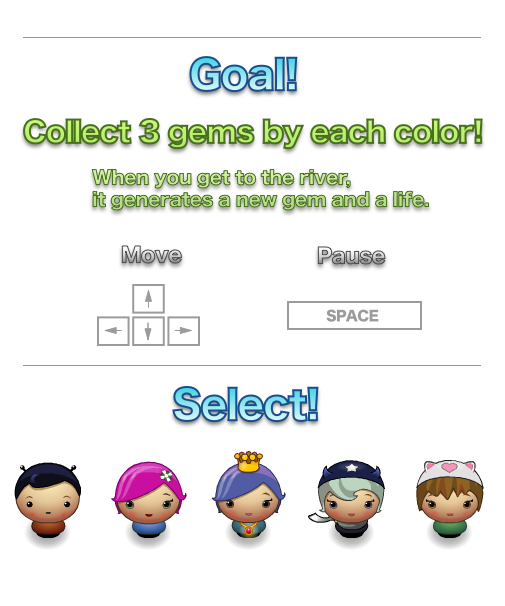 Goal!
Collect 3 gems by each color!
When you get to the river,
it generates a new gem and a life.
Move
Pause
SPACE
Select!